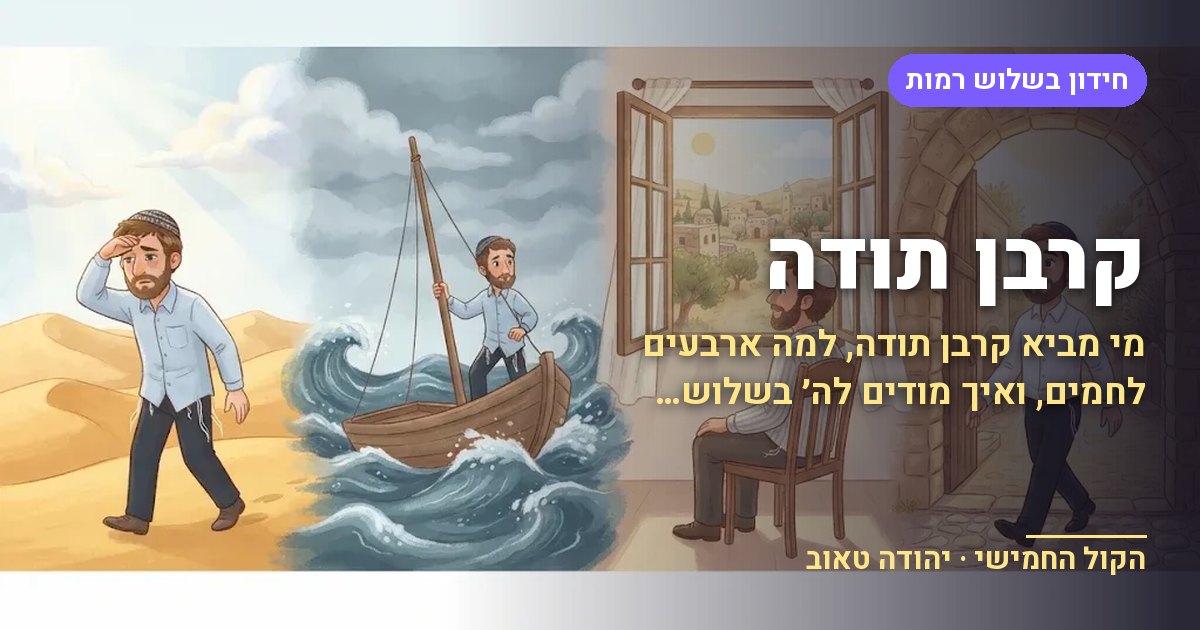 חידון בשלוש רמות
קרבן תודה
מי מביא קרבן תודה, למה ארבעים
לחמים, ואיך מודים לה׳ בשלוש...
הקול החמישי · יהודה טאוב